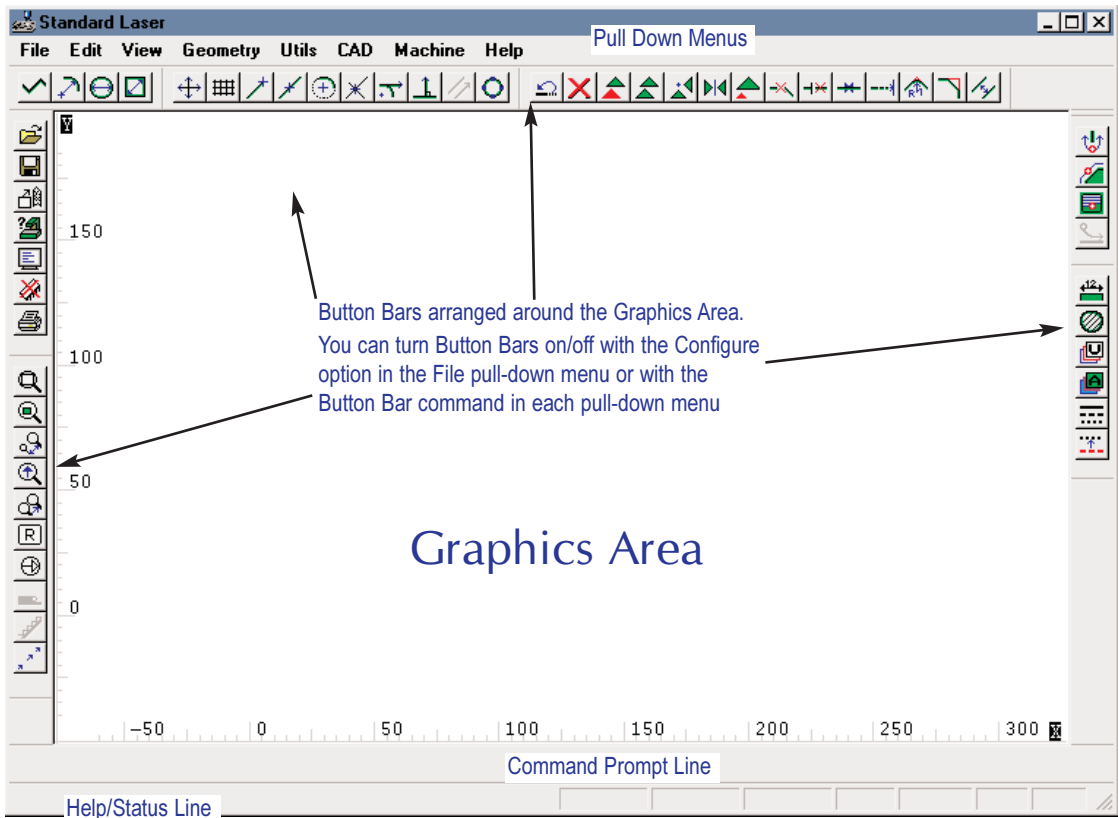 Standard Laser
File Edit View Geometry Utils CAD Machine Help
Pull Down Menus
Y
150
100
50
0
Button Bars arranged around the Graphics Area.
You can turn Button Bars on/off with the Configure
option in the File pull-down menu or with the
Button Bar command in each pull-down menu
12
U
A
R
R
?
Graphics Area
−50 0 50 100 150 200 250 300 X
Command Prompt Line
Help/Status Line